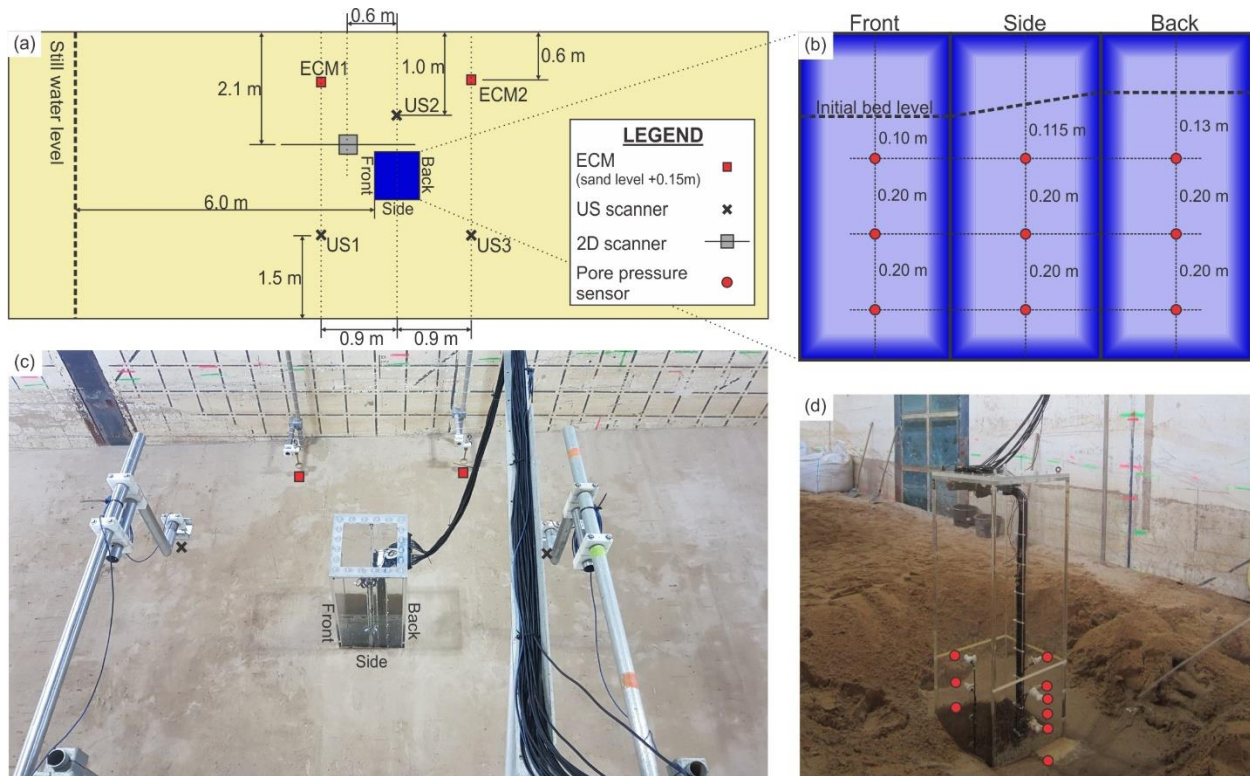 (a)
Still water level
0.6 m
2.1 m
ECM1
1.0 m
US2
0.6 m
ECM2
Front
Back
Side
6.0 m
US1
US3
1.5 m
0.9 m
0.9 m
LEGEND
ECM
(sand level +0.15m)
US scanner
2D scanner
Pore pressure
sensor
(b)
Front
Side
Back
Initial bed level
0.10 m
0.115 m
0.13 m
0.20 m
0.20 m
0.20 m
0.20 m
0.20 m
0.20 m
(c)
Front
Back
Side
(d)